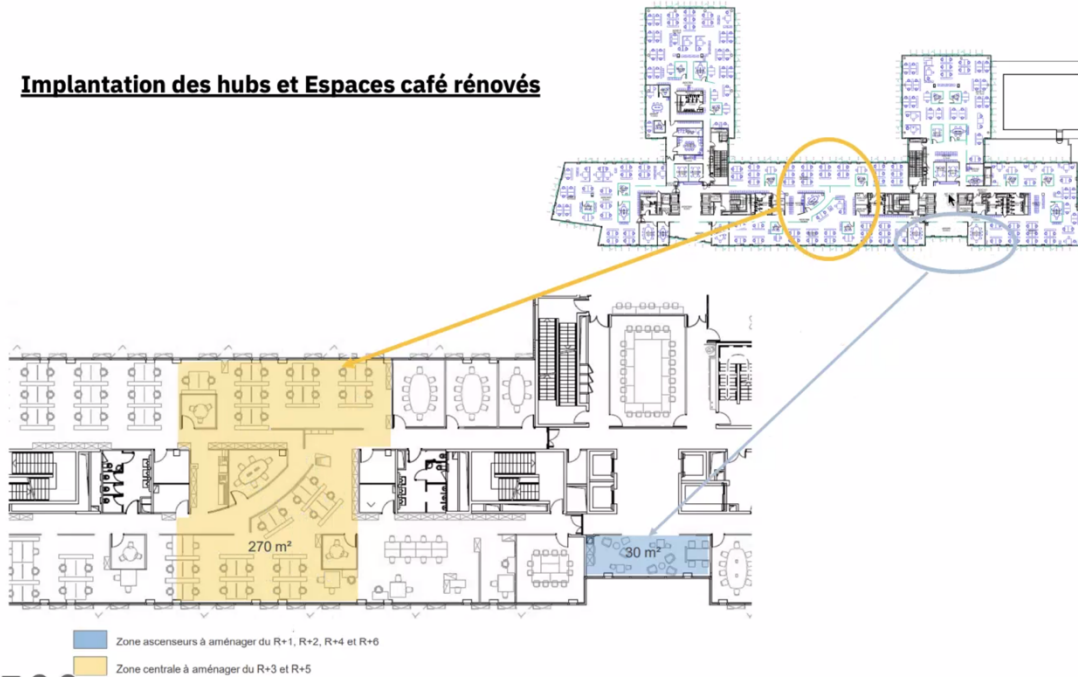 Implantation des hubs et Espaces café rénovés
270 m²
30 m²
Zone ascenseurs à aménager du R+1, R+2, R+4 et R+6
Zone centrale à aménager du R+3 et R+5